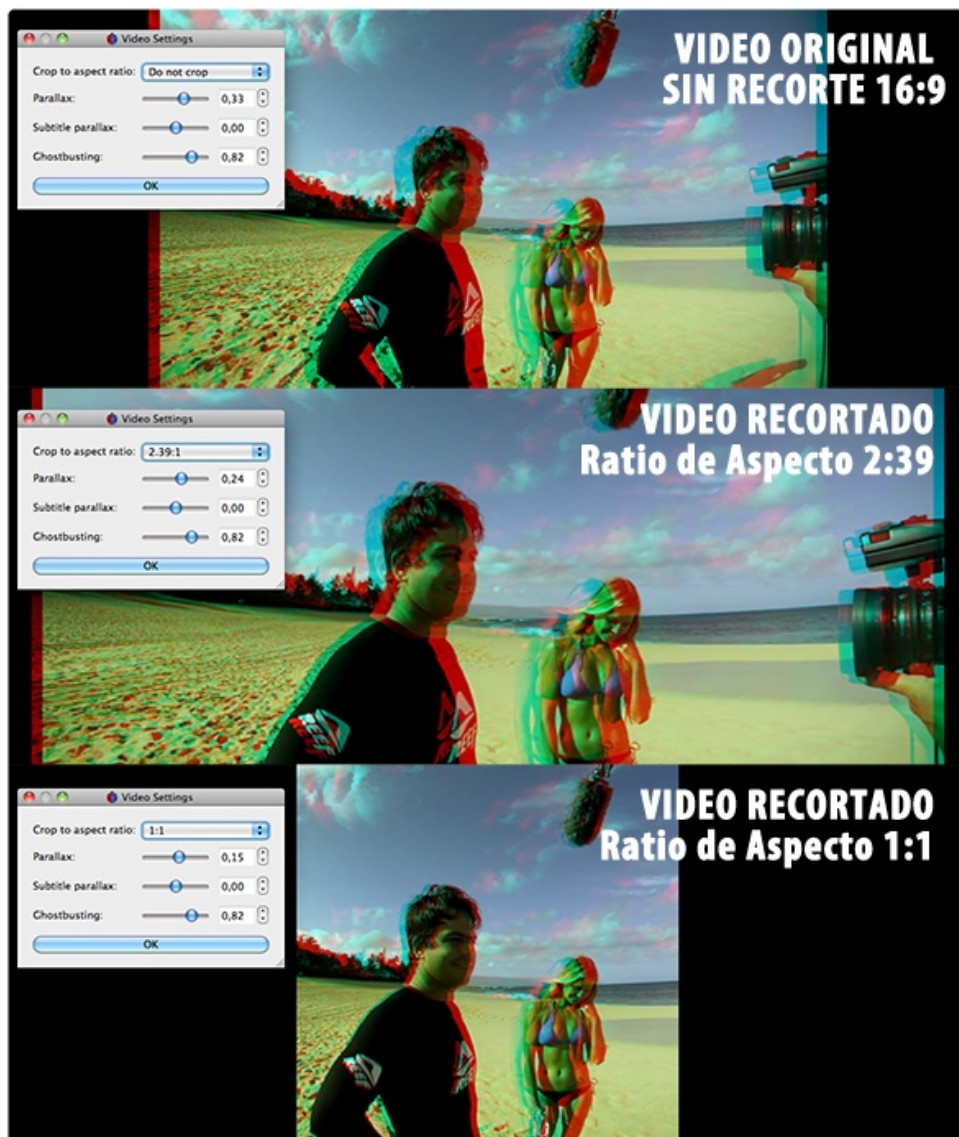 Video Settings
Crop to aspect ratio: Do not crop
Parallax: 0,33
Subtitle parallax: 0,00
Ghostbusting: 0,82
OK
VIDEO ORIGINAL
SIN RECORTE 16:9
Video Settings
Crop to aspect ratio: 2.39:1
Parallax: 0,24
Subtitle parallax: 0,00
Ghostbusting: 0,82
OK
VIDEO RECORTADO
Ratio de Aspecto 2:39
REEF
Video Settings
Crop to aspect ratio: 1:1
Parallax: 0,15
Subtitle parallax: 0,00
Ghostbusting: 0,82
OK
VIDEO RECORTADO
Ratio de Aspecto 1:1